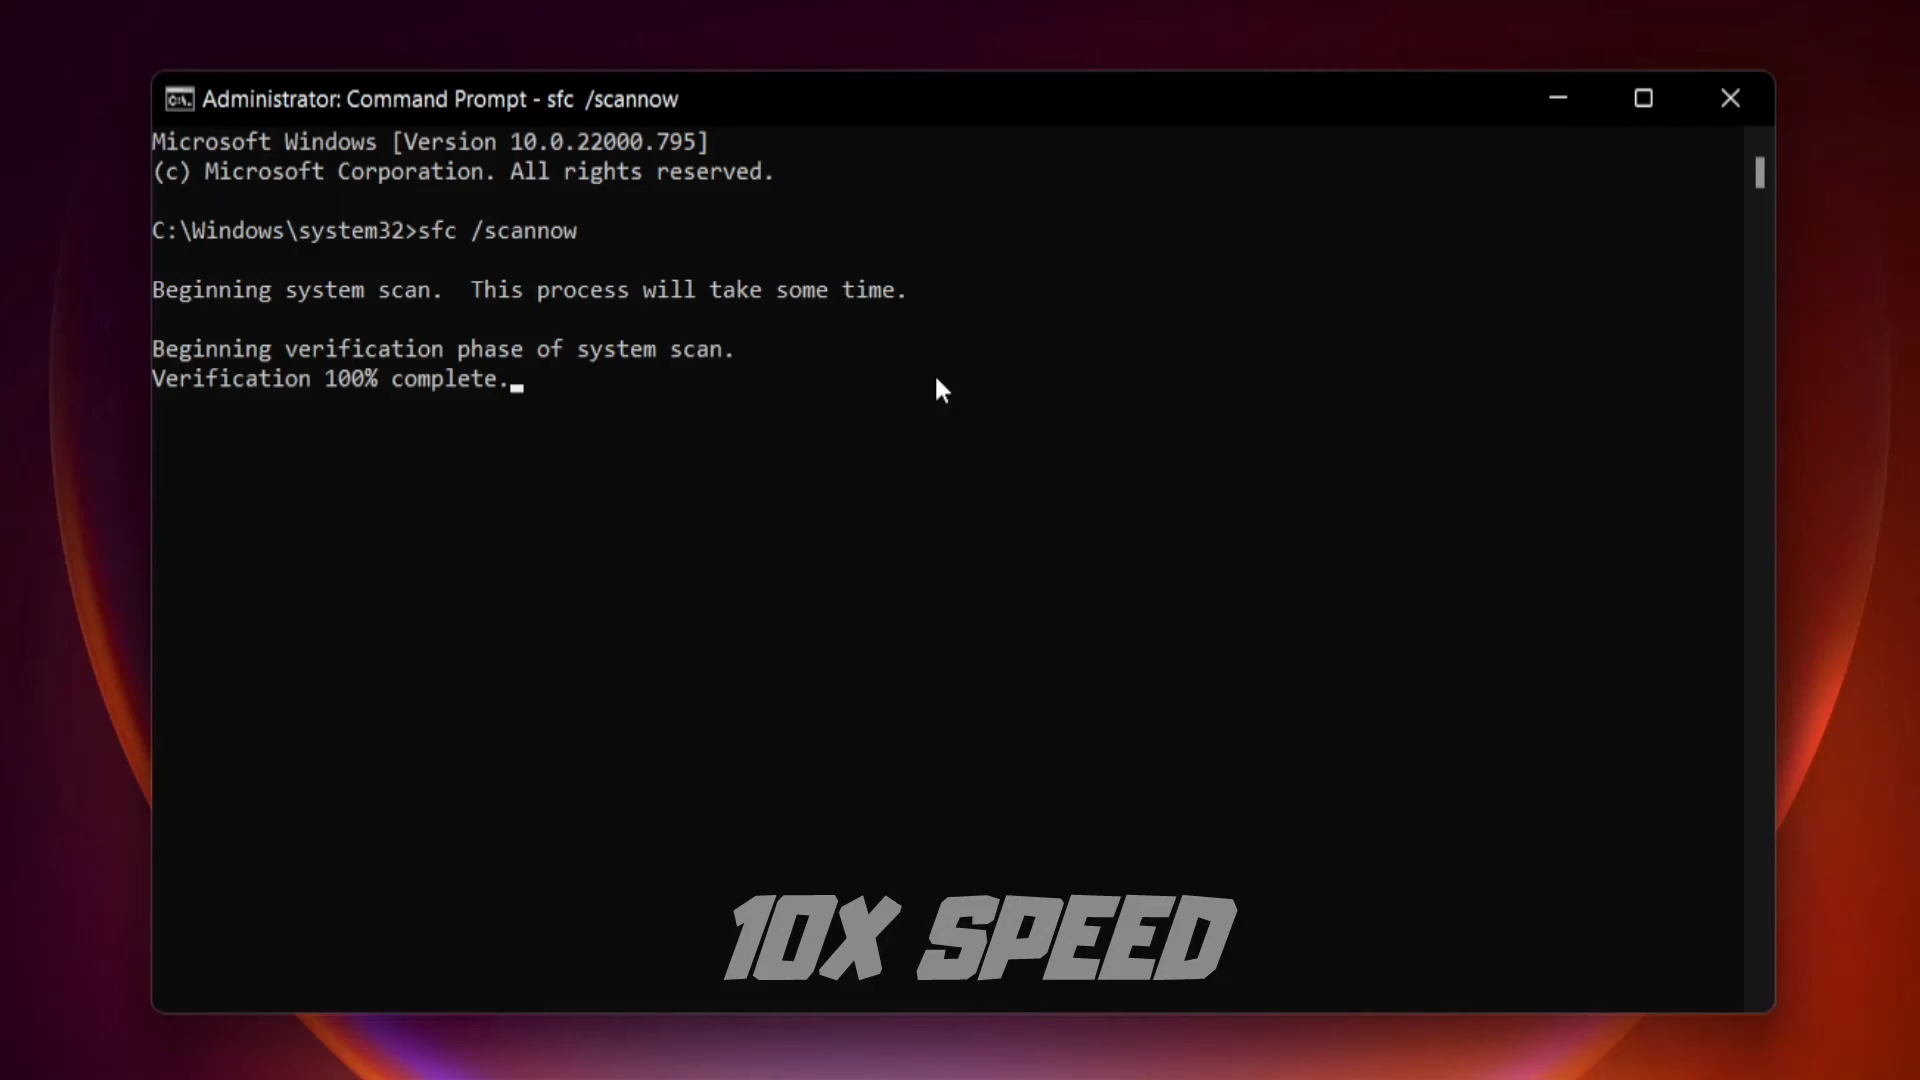 Administrator: Command Prompt - sfc  /scannow
Microsoft Windows [Version 10.0.22000.795]
(c) Microsoft Corporation. All rights reserved.
C:\Windows\system32>sfc /scannow
Beginning system scan.  This process will take some time.
Beginning verification phase of system scan.
Verification 100% complete.
10X SPEED